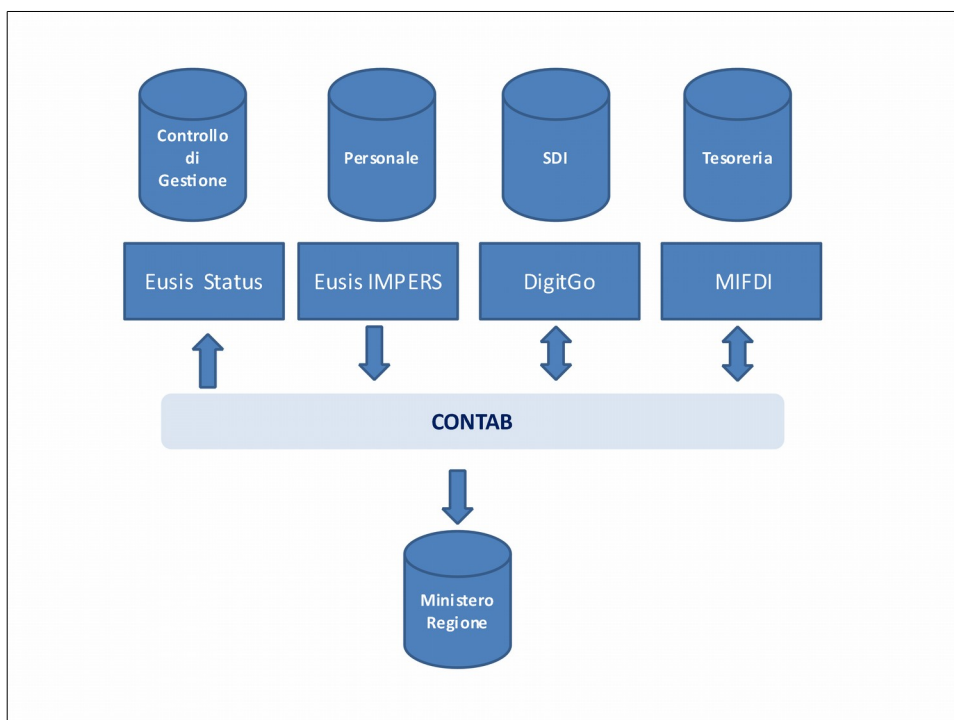 Controllo
di
Gestione
Personale
SDI
Tesoreria
Eusis Status
Eusis IMPERS
DigitGo
MIFDI
CONTAB
Ministero
Regione